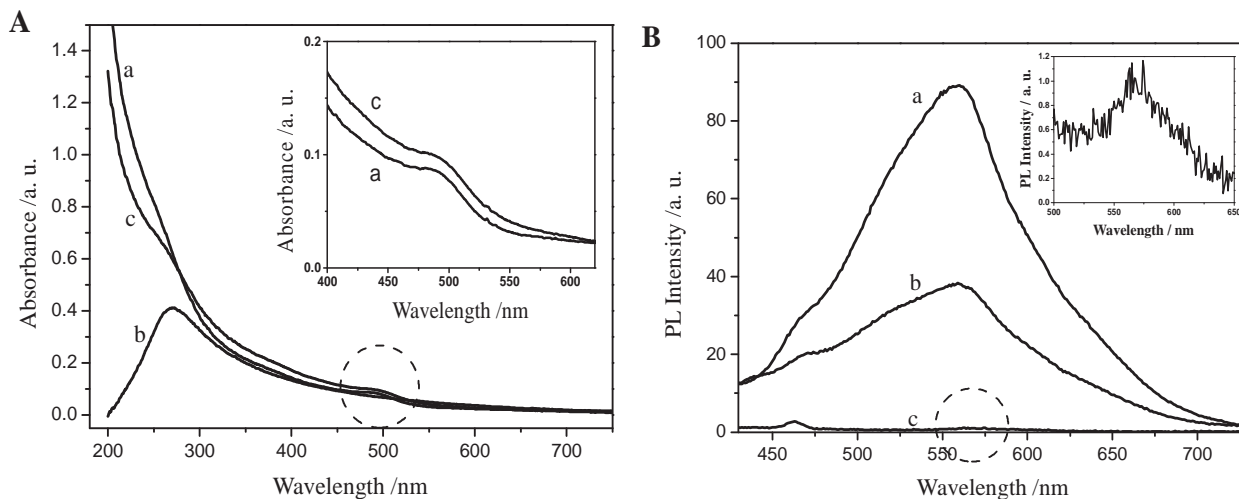 A
1.4
1.2
1.0
0.8
0.6
0.4
0.2
0.0
200 300 400 500 600 700
Absorbance /a. u.
Wavelength /nm
a
c
b
0.2
0.1
0.0
400 450 500 550 600
Absorbance /a. u.
Wavelength /nm
c
a
B
100
80
60
40
20
0
450 500 550 600 650 700
PL Intensity /a. u.
Wavelength /nm
a
b
c
1.2
1.0
0.8
0.6
0.4
0.2
0.0
500 550 600 650
PL Intensity / a. u.
Wavelength / nm